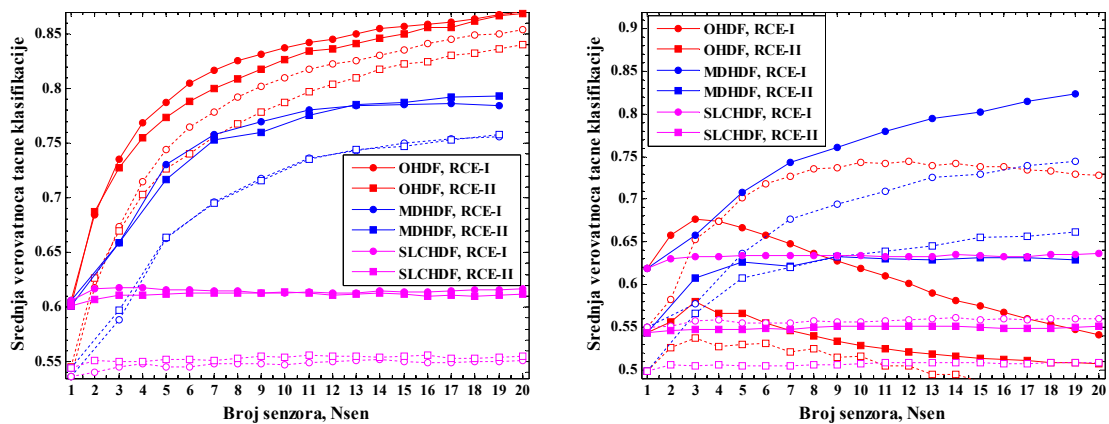 Srednja verovatnoca tacne klasifikacije
0.85
0.8
0.75
0.7
0.65
0.6
0.55
1 2 3 4 5 6 7 8 9 10 11 12 13 14 15 16 17 18 19 20
Broj senzora, Nsen
OHDF, RCE-I
OHDF, RCE-II
MDHDF, RCE-I
MDHDF, RCE-II
SLCHDF, RCE-I
SLCHDF, RCE-II
Srednja verovatnoca tacne klasifikacije
0.9
0.85
0.8
0.75
0.7
0.65
0.6
0.55
0.5
1 2 3 4 5 6 7 8 9 10 11 12 13 14 15 16 17 18 19 20
Broj senzora, Nsen
OHDF, RCE-I
OHDF, RCE-II
MDHDF, RCE-I
MDHDF, RCE-II
SLCHDF, RCE-I
SLCHDF, RCE-II